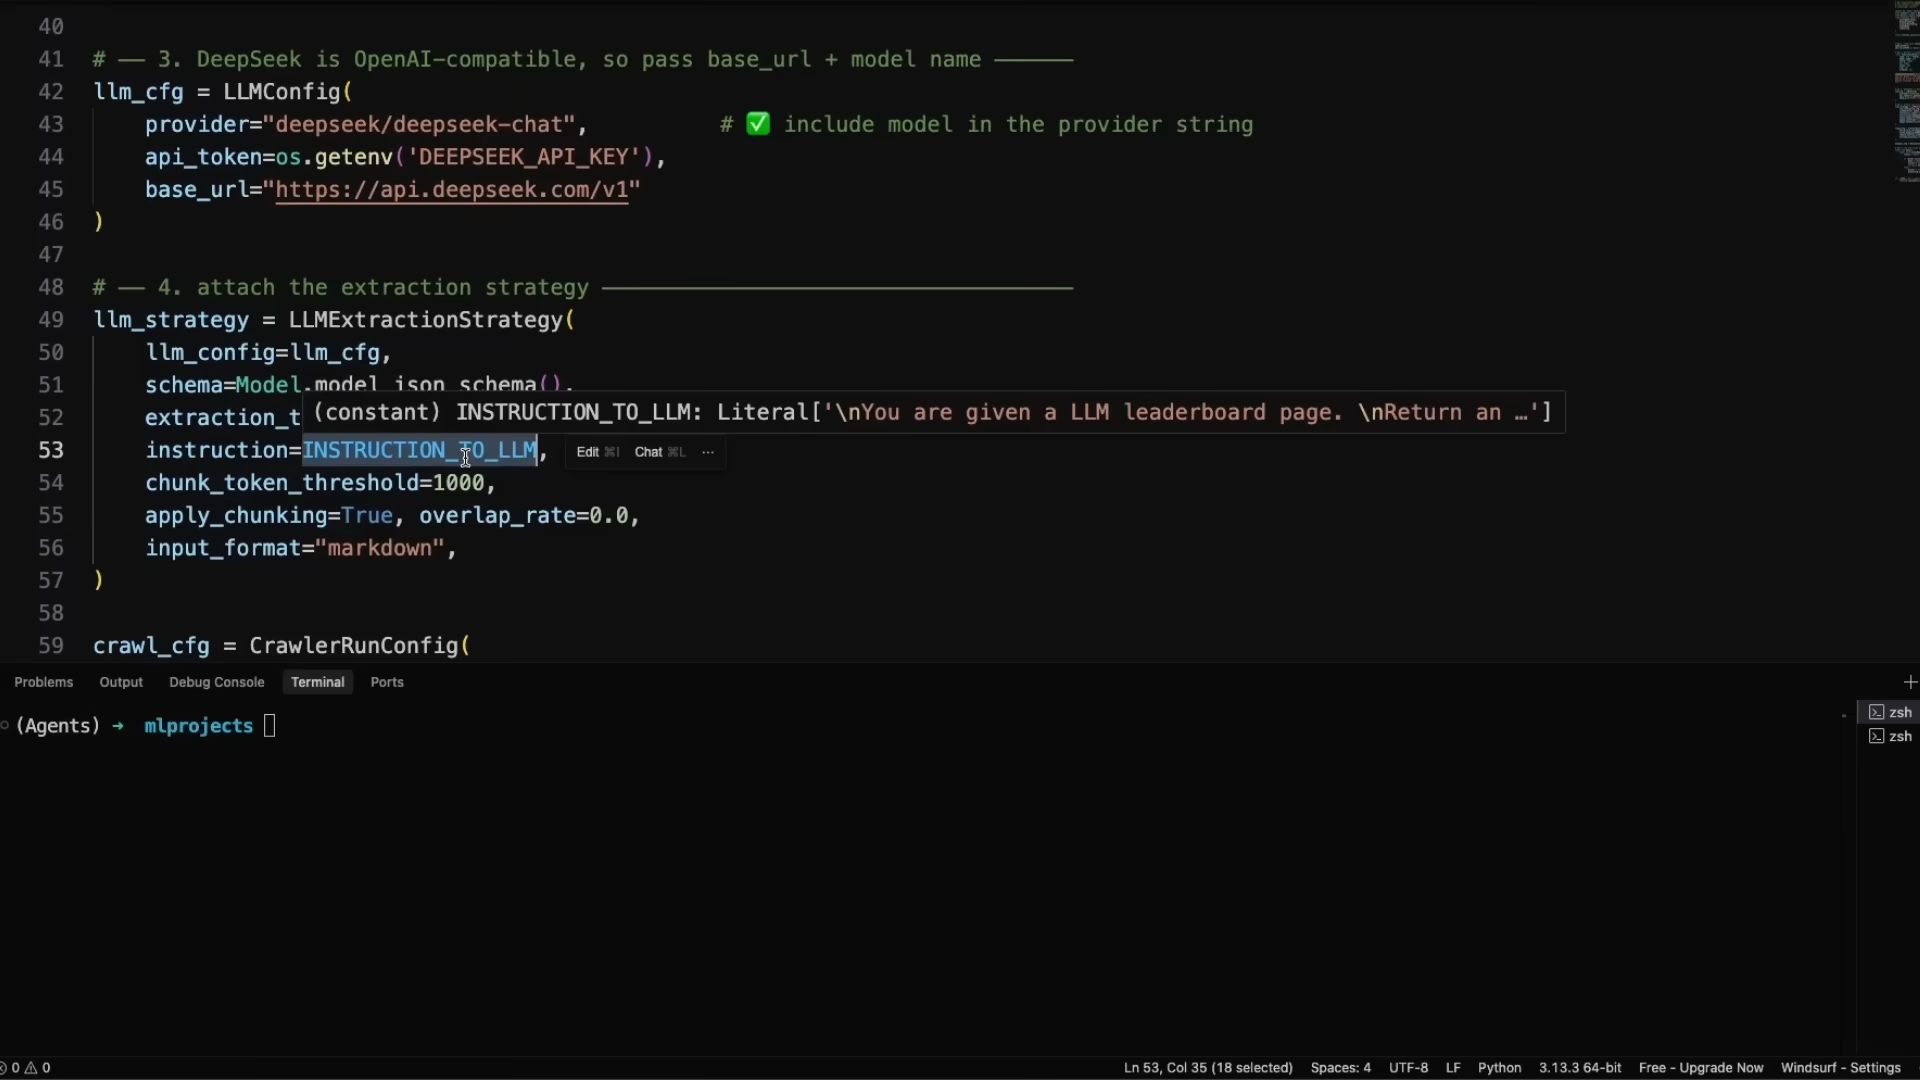 40
41 # —— 3. DeepSeek is OpenAI-compatible, so pass base_url + model name ———
42 llm_cfg = LLMConfig(
43 provider="deepseek/deepseek-chat", # ✅ include model in the provider string
44 api_token=os.getenv('DEEPSEEK_API_KEY'),
45 base_url="https://api.deepseek.com/v1"
46 )
47
48 # —— 4. attach the extraction strategy ——————————————————
49 llm_strategy = LLMExtractionStrategy(
50 llm_config=llm_cfg,
51 schema=Model.model_json_schema(),
52 extraction_t (constant) INSTRUCTION_TO_LLM: Literal['\nYou are given a LLM leaderboard page. \nReturn an …']
53 instruction=INSTRUCTION_TO_LLM, Edit ⌘I Chat ⌘L ···
54 chunk_token_threshold=1000,
55 apply_chunking=True, overlap_rate=0.0,
56 input_format="markdown",
57 )
58
59 crawl_cfg = CrawlerRunConfig(
Problems Output Debug Console Terminal Ports
(Agents) → mlprojects
zsh
zsh
0 0 Ln 53, Col 35 (18 selected) Spaces: 4 UTF-8 LF Python 3.13.3 64-bit Free - Upgrade Now Windsurf - Settings